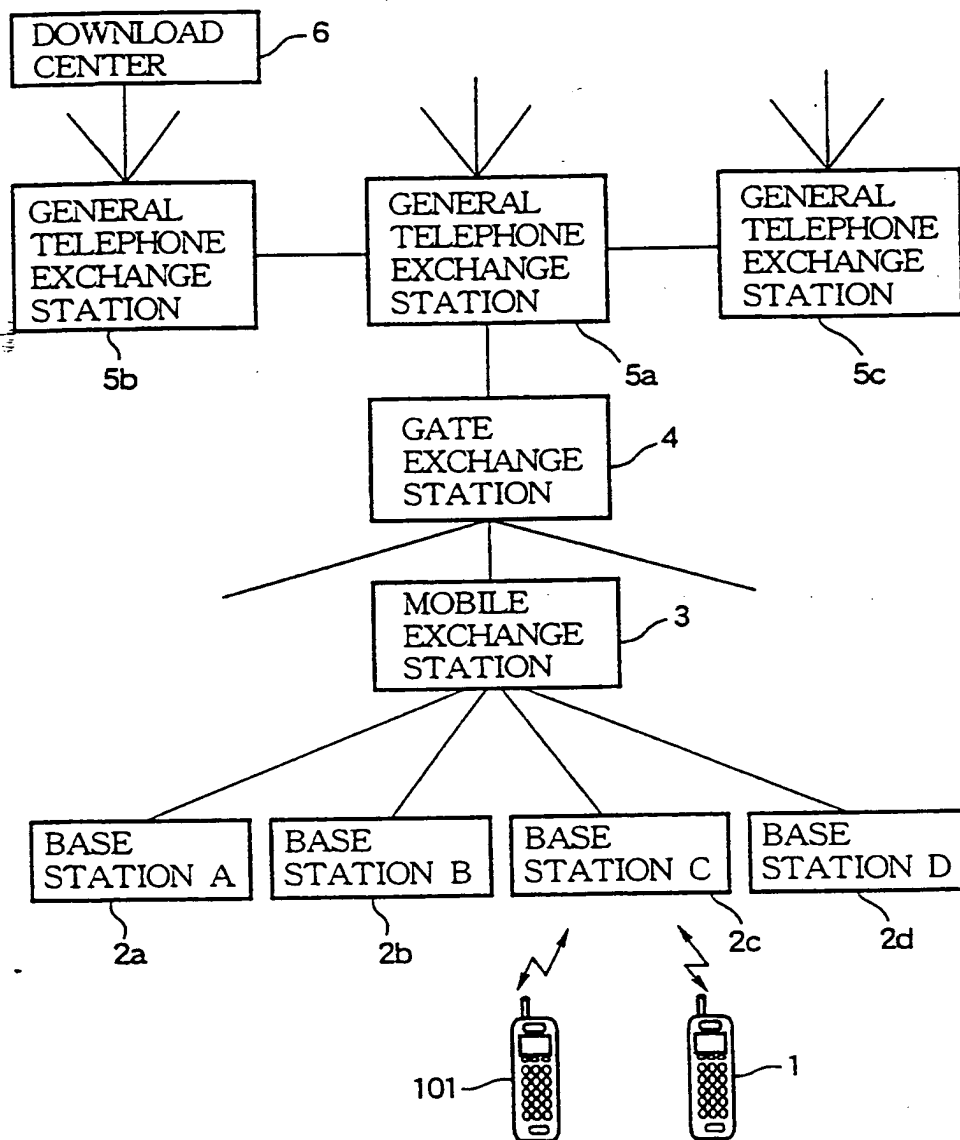 DOWNLOAD
CENTER
6
GENERAL
TELEPHONE
EXCHANGE
STATION
5b
GENERAL
TELEPHONE
EXCHANGE
STATION
5a
GENERAL
TELEPHONE
EXCHANGE
STATION
5c
GATE
EXCHANGE
STATION
4
MOBILE
EXCHANGE
STATION
3
BASE
STATION A
2a
BASE
STATION B
2b
BASE
STATION C
2c
BASE
STATION D
2d
101
1